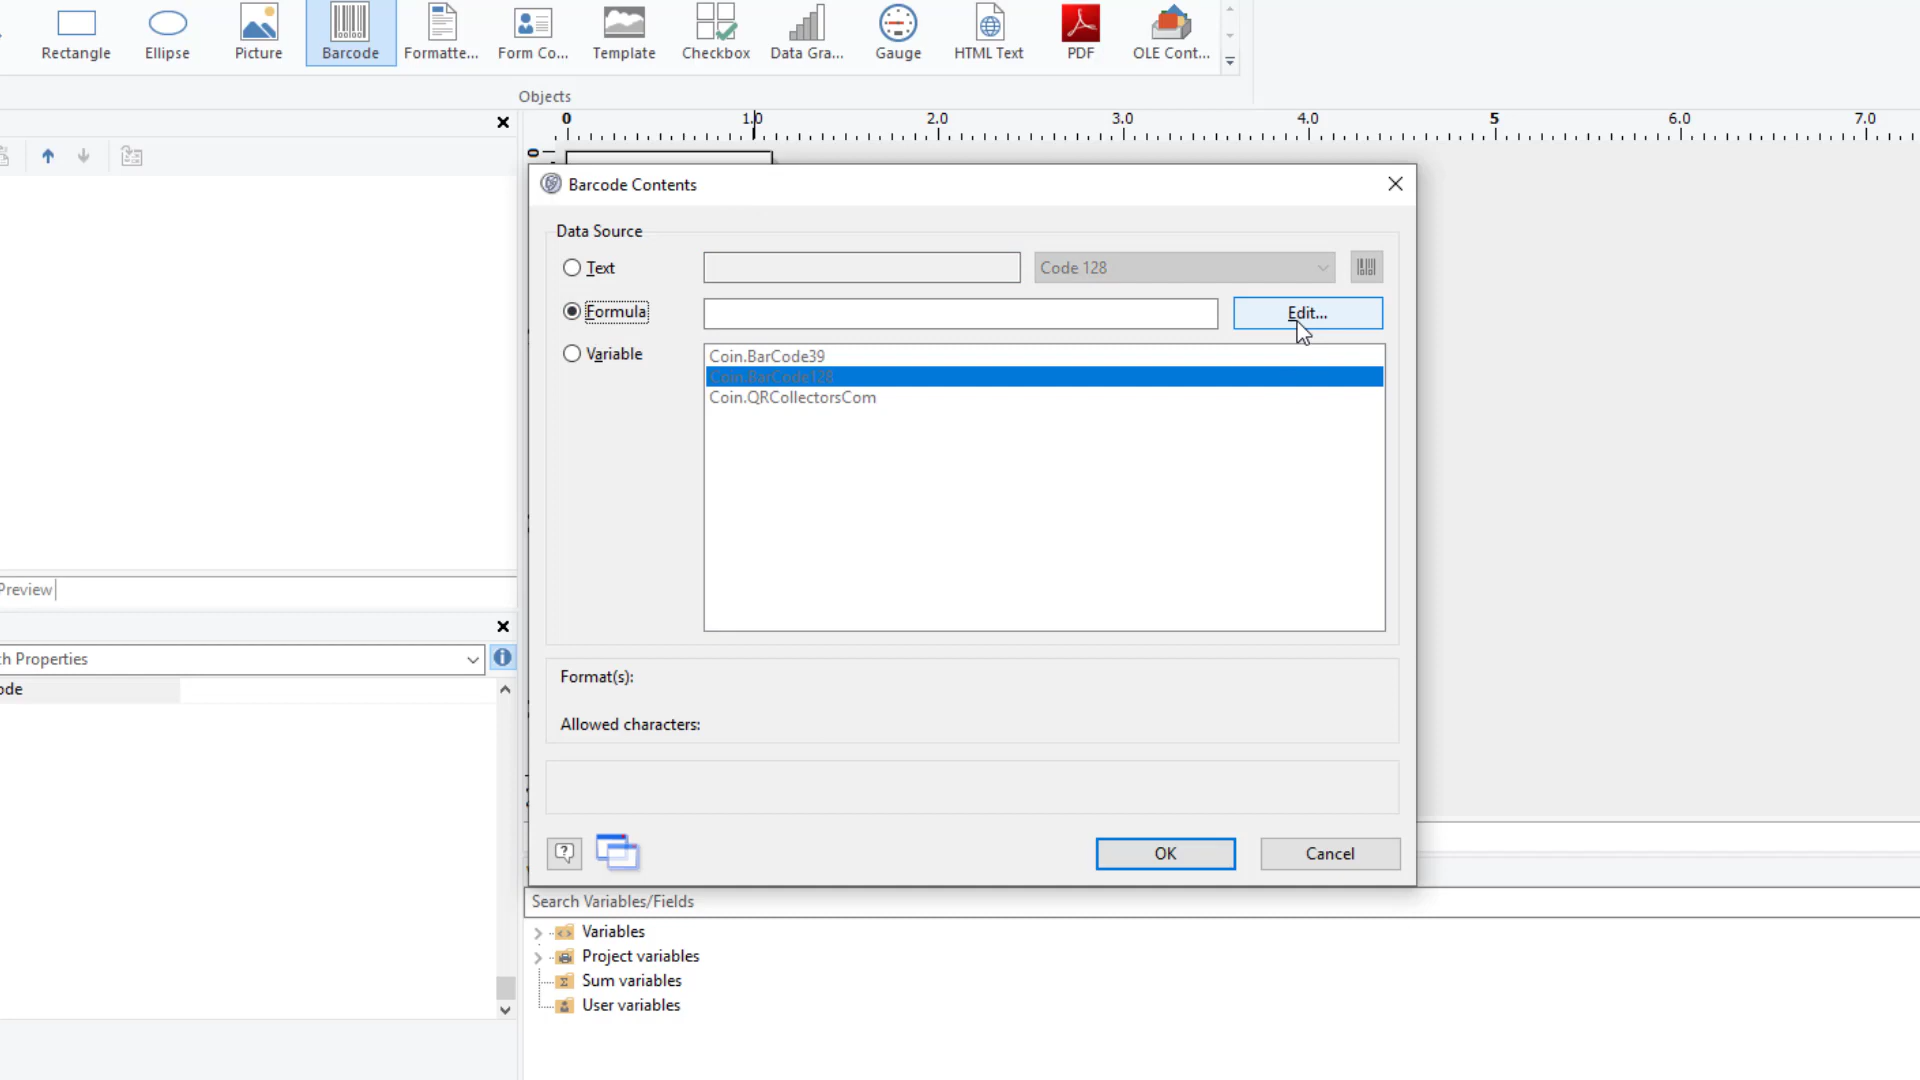 Rectangle Ellipse Picture Barcode Formatte... Form Co... Template Checkbox Data Gra... Gauge HTML Text PDF OLE Cont...
Objects
0 1.0 2.0 3.0 4.0 5 6.0 7.0
0
Barcode Contents
Data Source
Text Code 128
Formula Edit...
Variable Coin.BarCode39
Coin.BarCode128
Coin.QRCollectorsCom
Preview
Format(s):
h Properties
ode
Allowed characters:
OK Cancel
Search Variables/Fields
Variables
Project variables
Sum variables
User variables